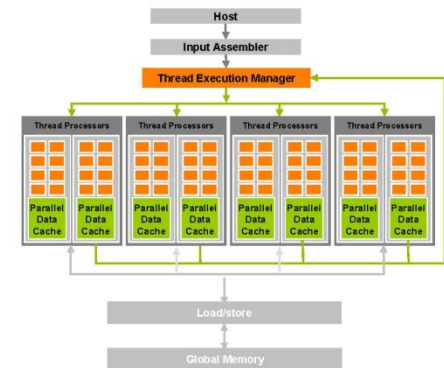 Host
Input Assembler
Thread Execution Manager
Thread Processors
Thread Processors
Thread Processors
Thread Processors
Parallel Data Cache
Parallel Data Cache
Parallel Data Cache
Parallel Data Cache
Parallel Data Cache
Parallel Data Cache
Parallel Data Cache
Parallel Data Cache
Load/store
Global Memory